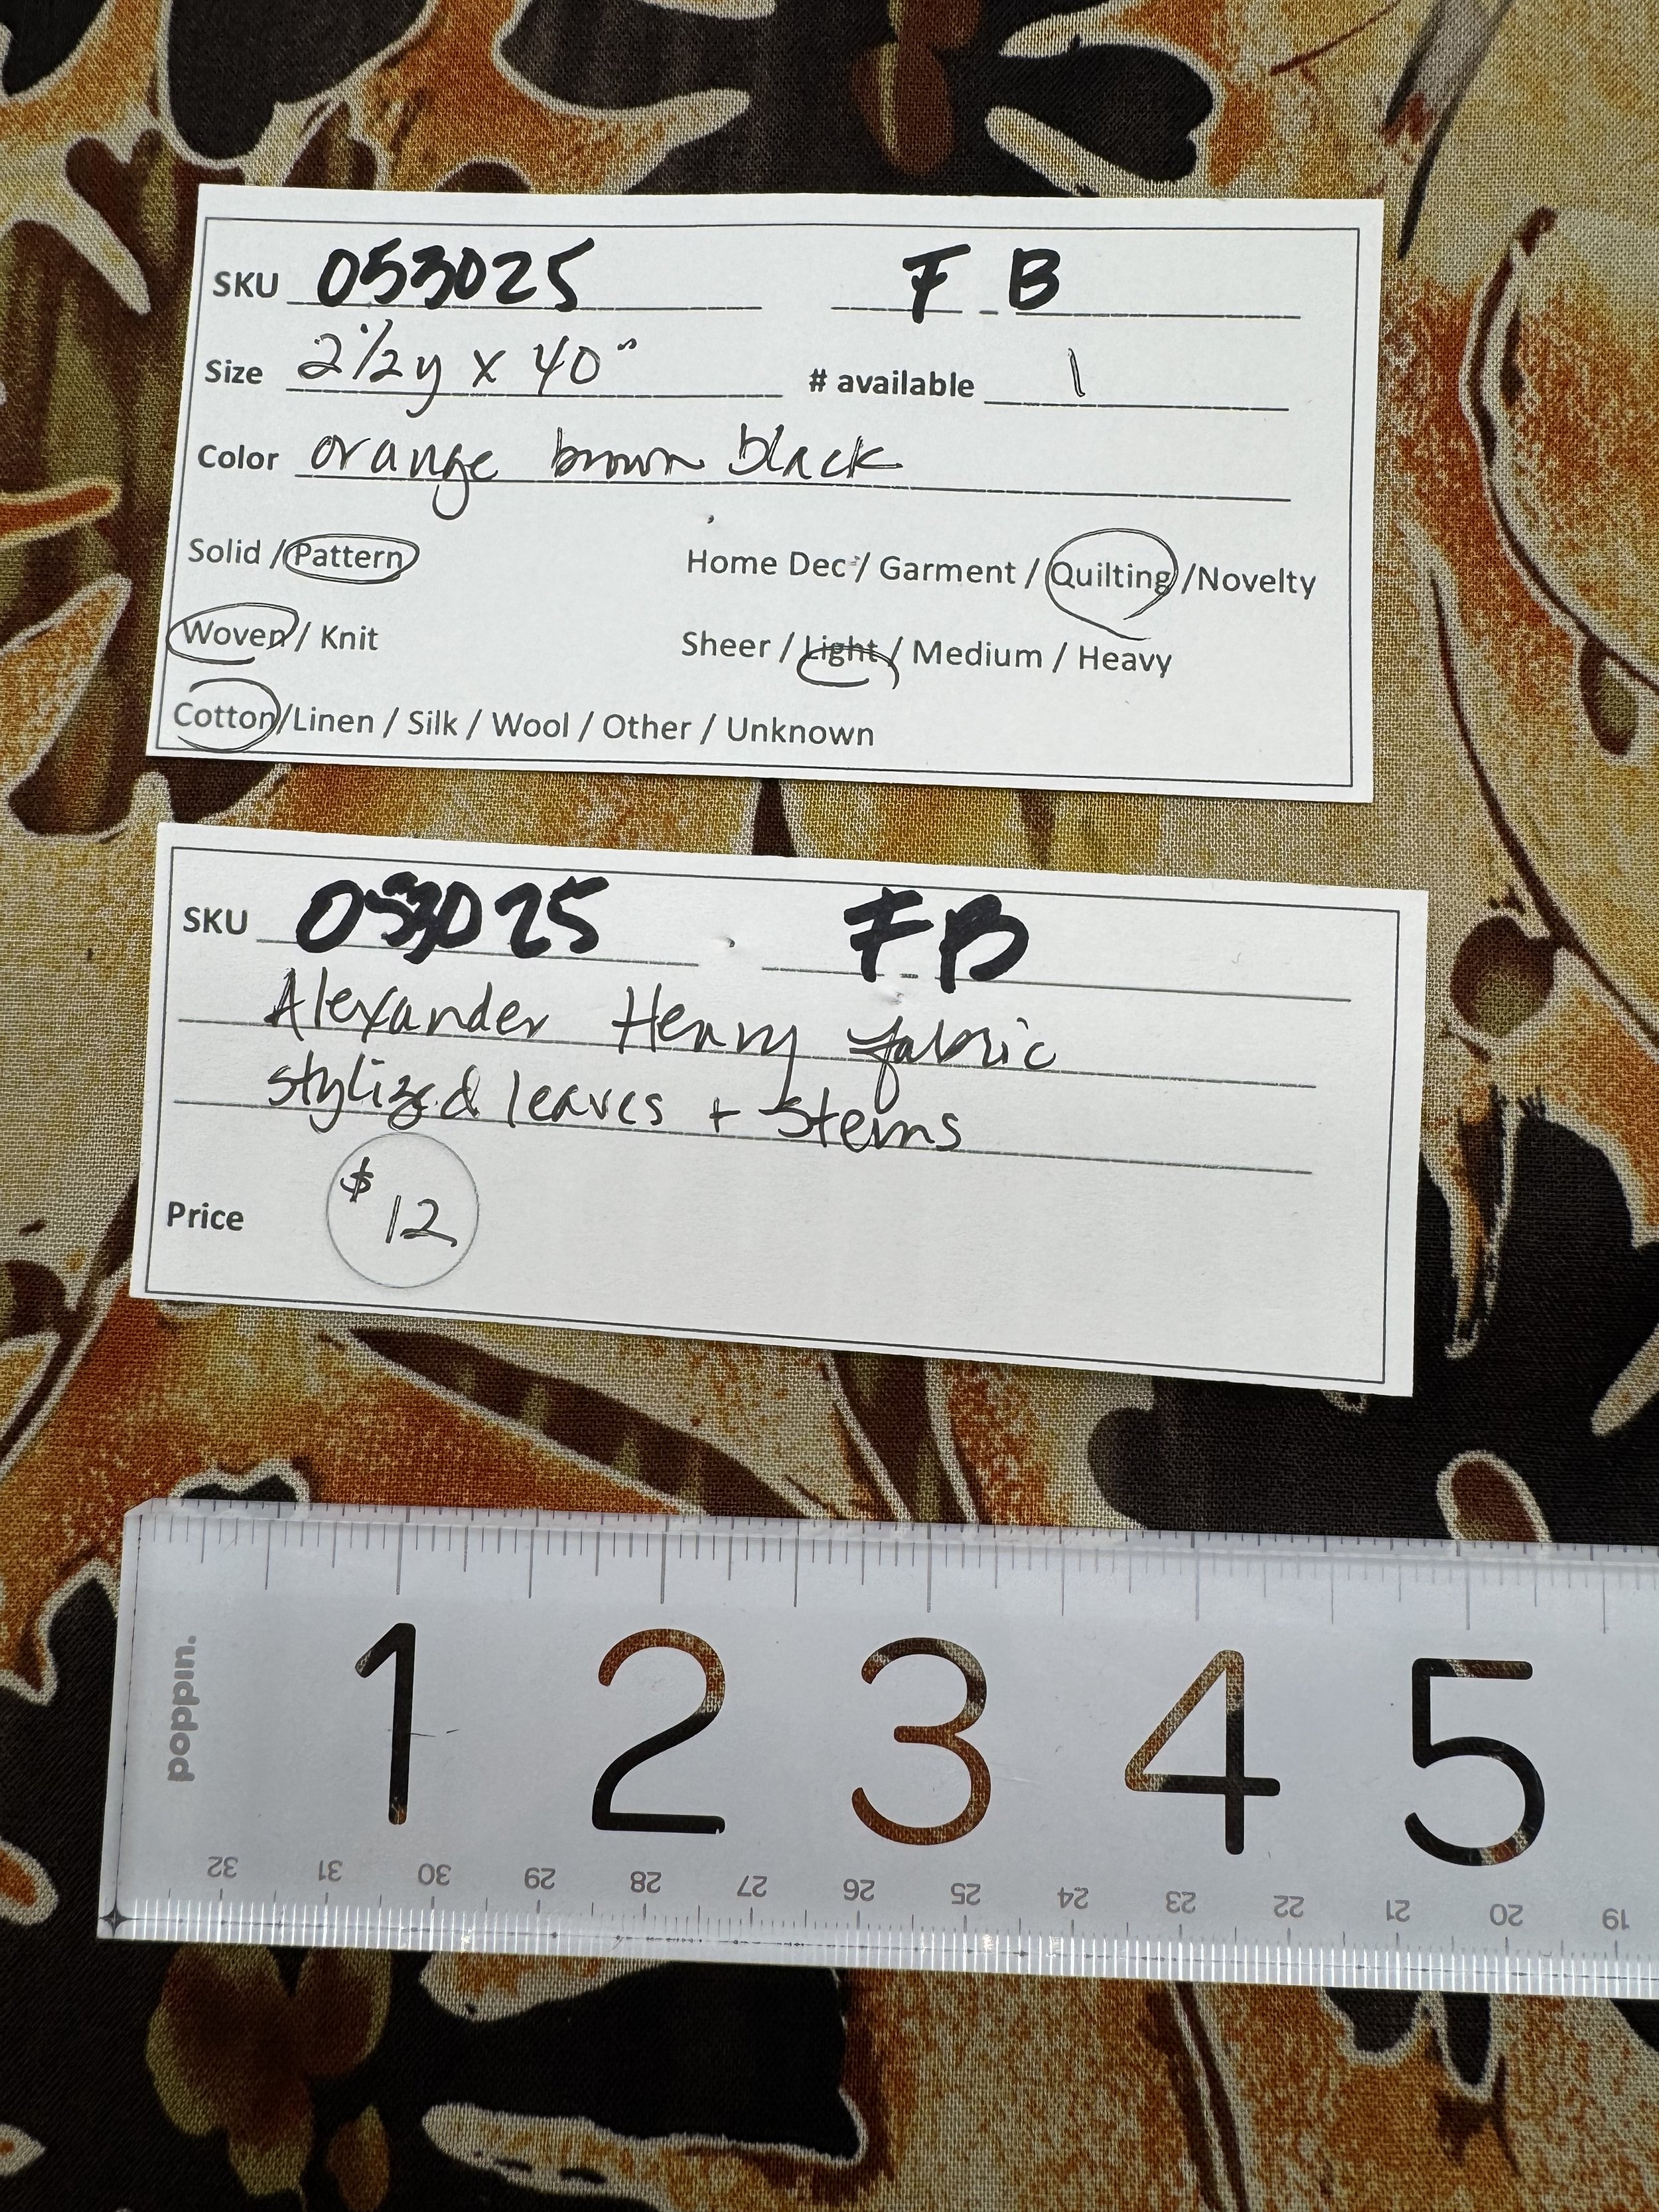 SKU 053025 F B
Size 2 1/2 y x 40" # available 1
Color orange brown black
Solid / Pattern Home Dec / Garment / Quilting / Novelty
Woven / Knit Sheer / Light / Medium / Heavy
Cotton / Linen / Silk / Wool / Other / Unknown
SKU 053025 FB
Alexander Henry fabric
stylized leaves + stems
Price $12
poppin.
1 2 3 4 5
32 31 30 29 28 27 26 25 24 23 22 21 20 19